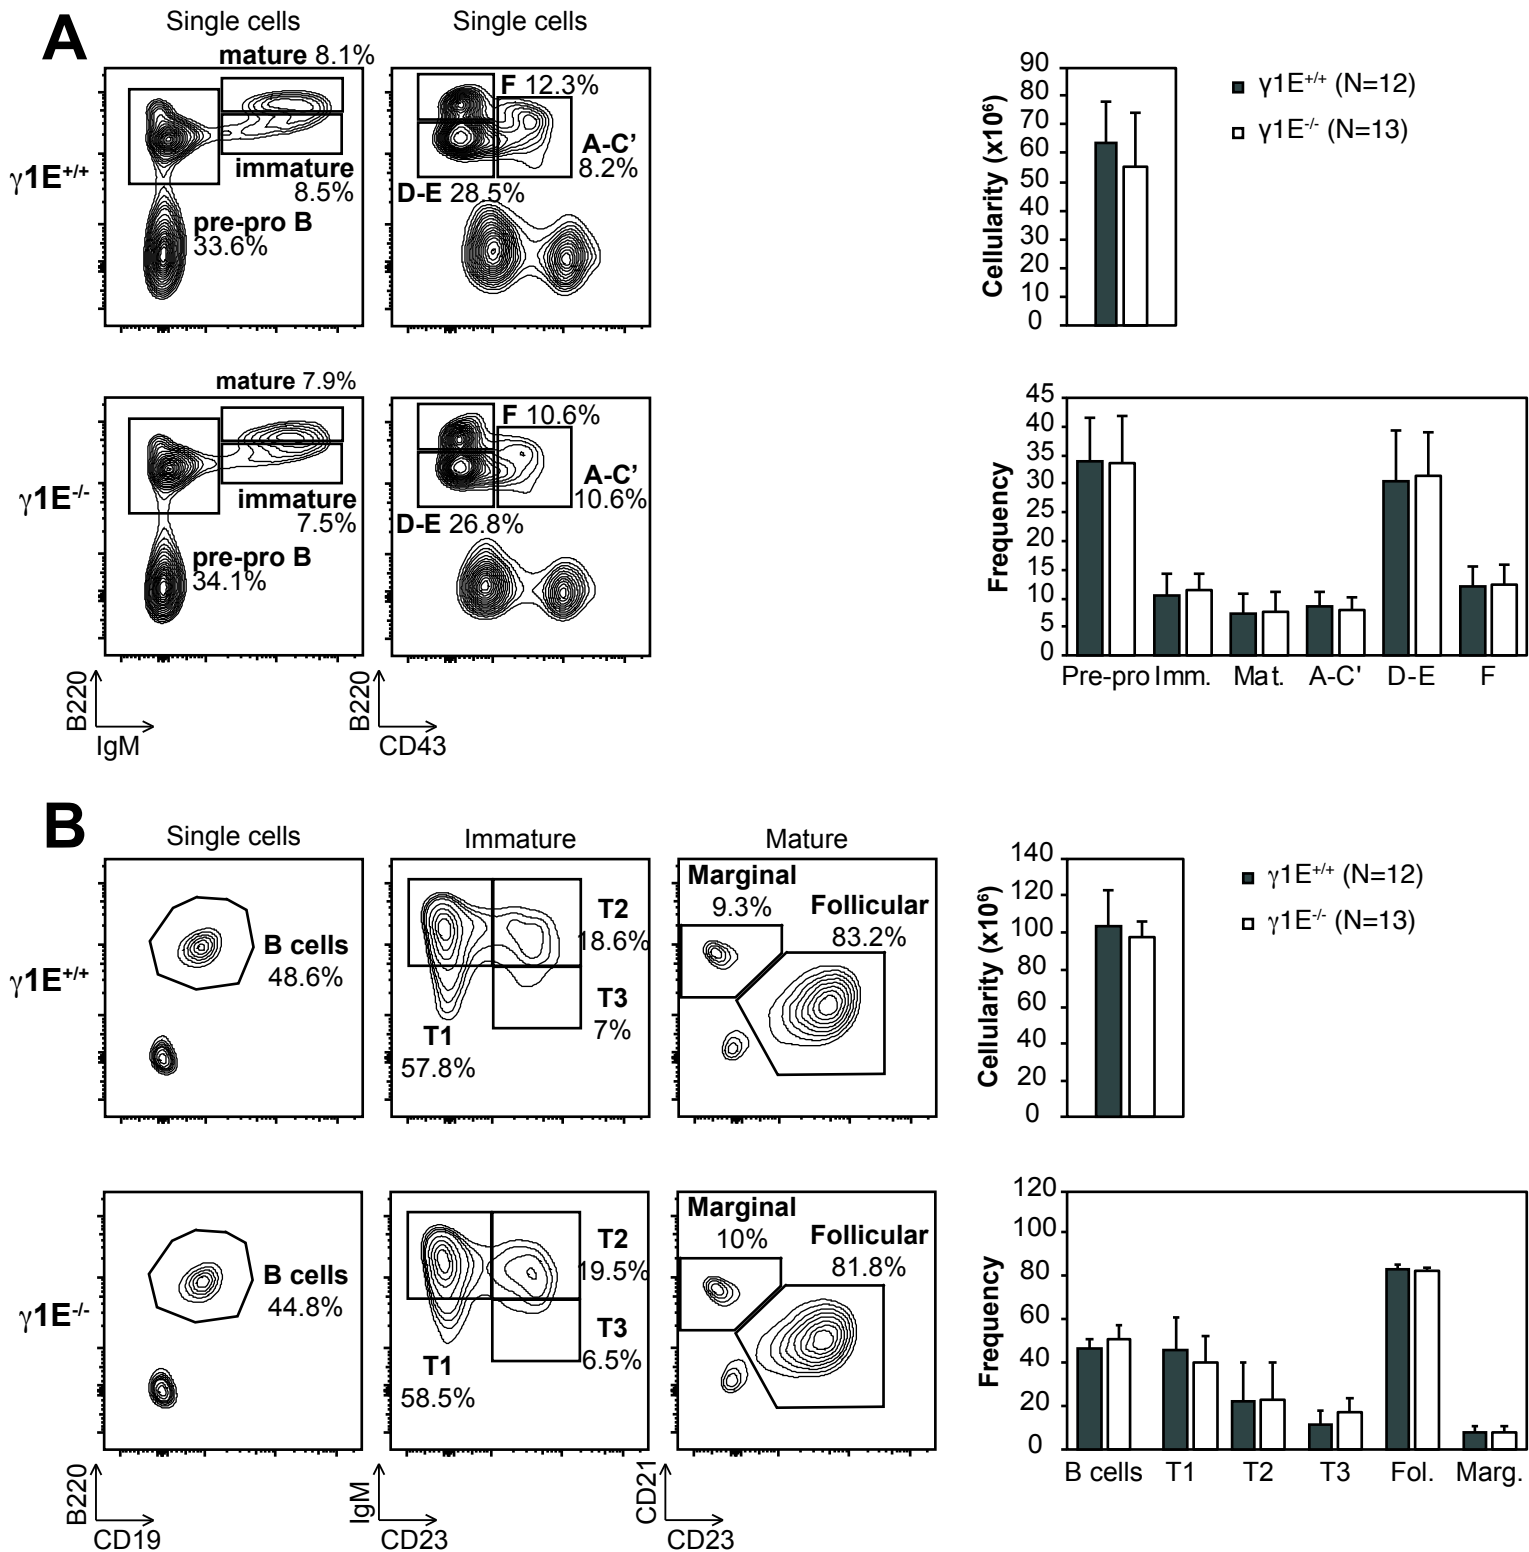 A
Single cells
Single cells
mature 8.1%
F 12.3%
A-C’
8.2%
immature
8.5%
D-E 28.5%
pre-pro B
33.6%
γ1E+/+
90
80
70
60
50
40
30
20
10
0
Cellularity (x10⁶)
γ1E+/+ (N=12)
γ1E-/- (N=13)
mature 7.9%
F 10.6%
A-C’
10.6%
immature
7.5%
D-E 26.8%
pre-pro B
34.1%
γ1E-/-
B220
IgM
B220
CD43
45
40
35
30
25
20
15
10
5
0
Frequency
Pre-pro Imm. Mat. A-C' D-E F
B
Single cells
Immature
Mature
γ1E+/+
B cells
48.6%
T2
18.6%
T3
7%
T1
57.8%
Marginal
9.3%
Follicular
83.2%
140
120
100
80
60
40
20
0
Cellularity (x10⁶)
γ1E+/+ (N=12)
γ1E-/- (N=13)
γ1E-/-
B cells
44.8%
T2
19.5%
T3
6.5%
T1
58.5%
Marginal
10%
Follicular
81.8%
B220
CD19
IgM
CD23
CD21
CD23
120
100
80
60
40
20
0
Frequency
B cells T1 T2 T3 Fol. Marg.